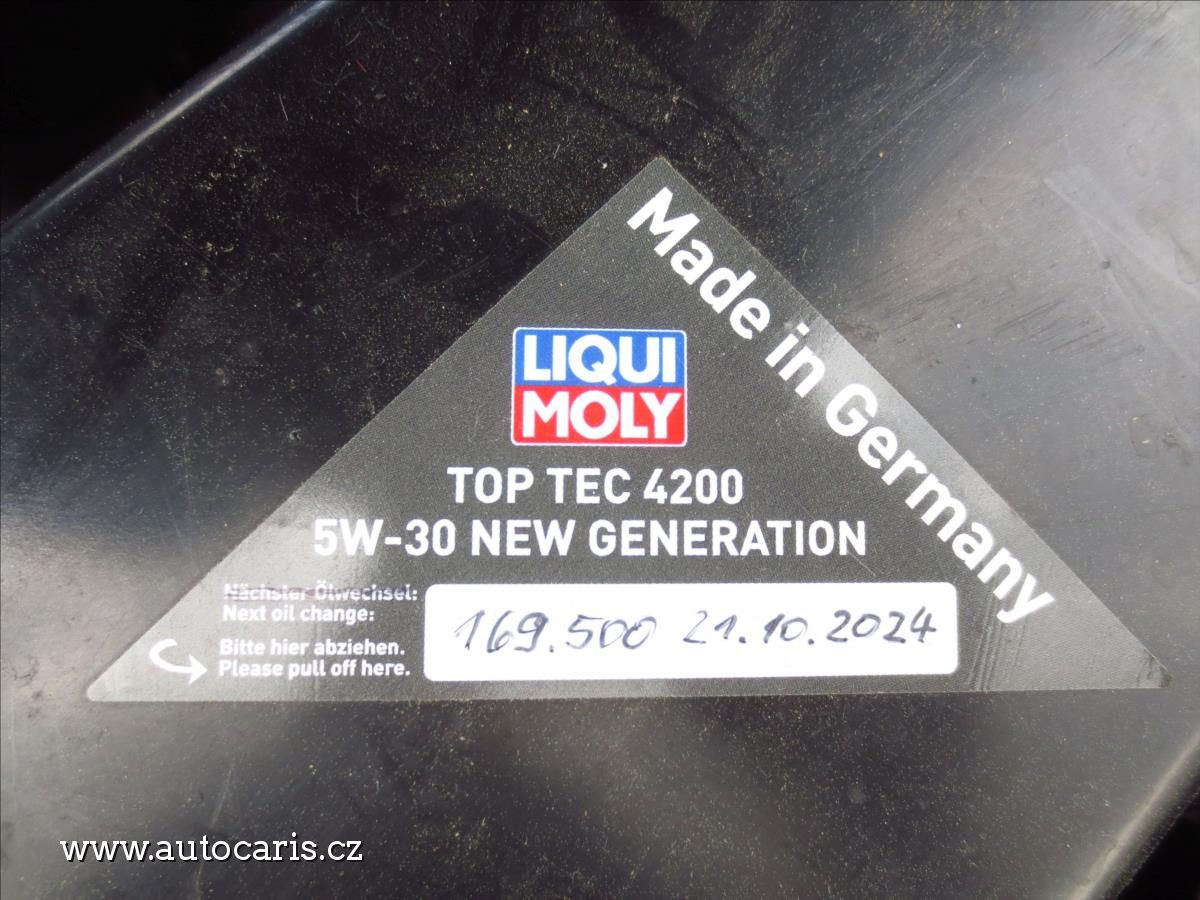 Made in Germany
LIQUI
MOLY
TOP TEC 4200
5W-30 NEW GENERATION
Nächster Ölwechsel:
Next oil change:
169.500 21.10.2024
Bitte hier abziehen.
Please pull off here.
www.autocaris.cz